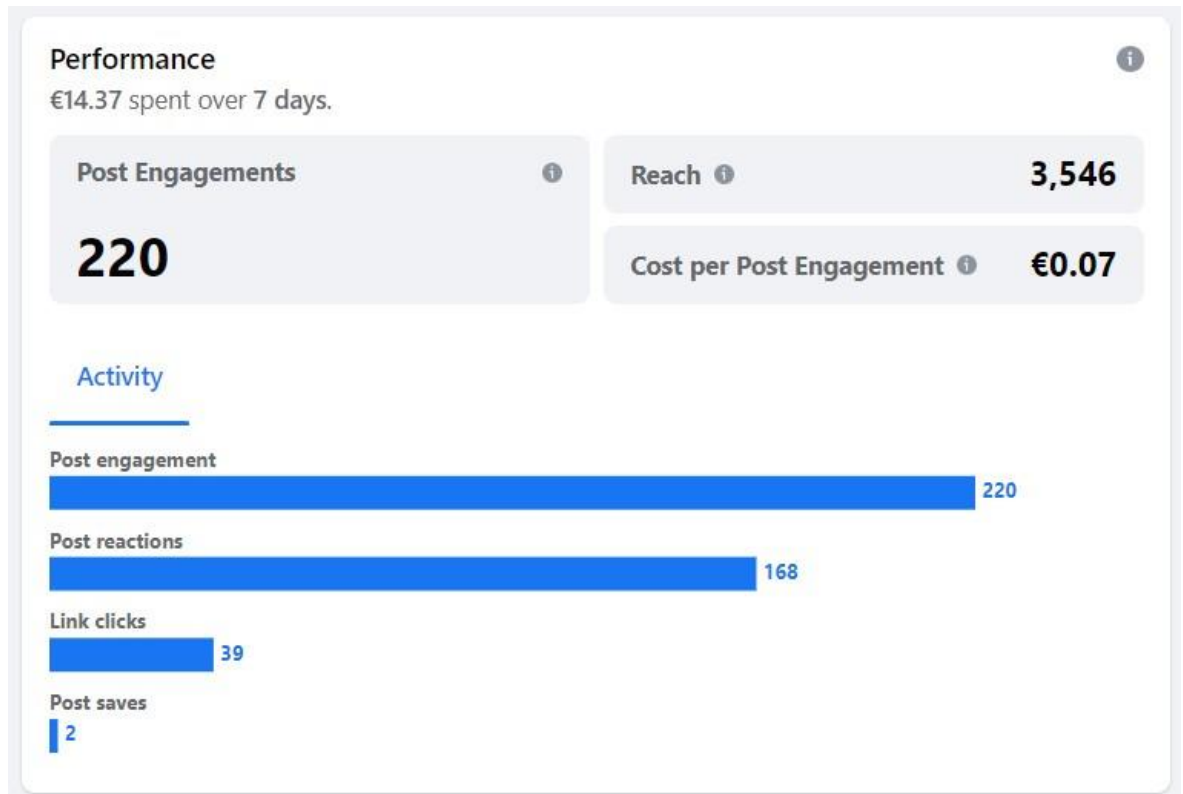 Performance
€14.37 spent over 7 days.
Post Engagements
220
Reach 3,546
Cost per Post Engagement €0.07
Activity
Post engagement
220
Post reactions
168
Link clicks
39
Post saves
2